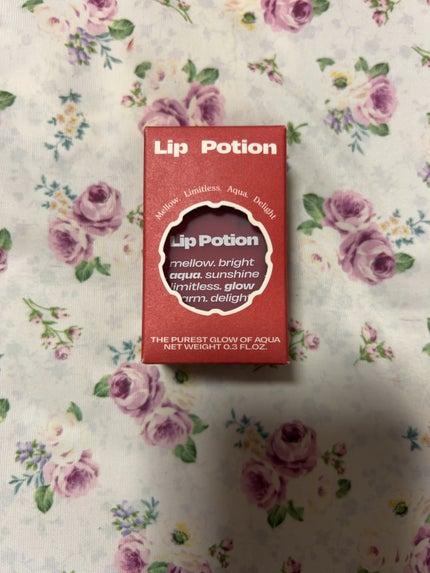 Lip Potion
Mellow. Limitless. Aqua. Delight
Lip Potion
mellow. bright
aqua. sunshine
limitless. glow
arm. delight
THE PUREST GLOW OF AQUA
NET WEIGHT 0.3 FL.OZ.